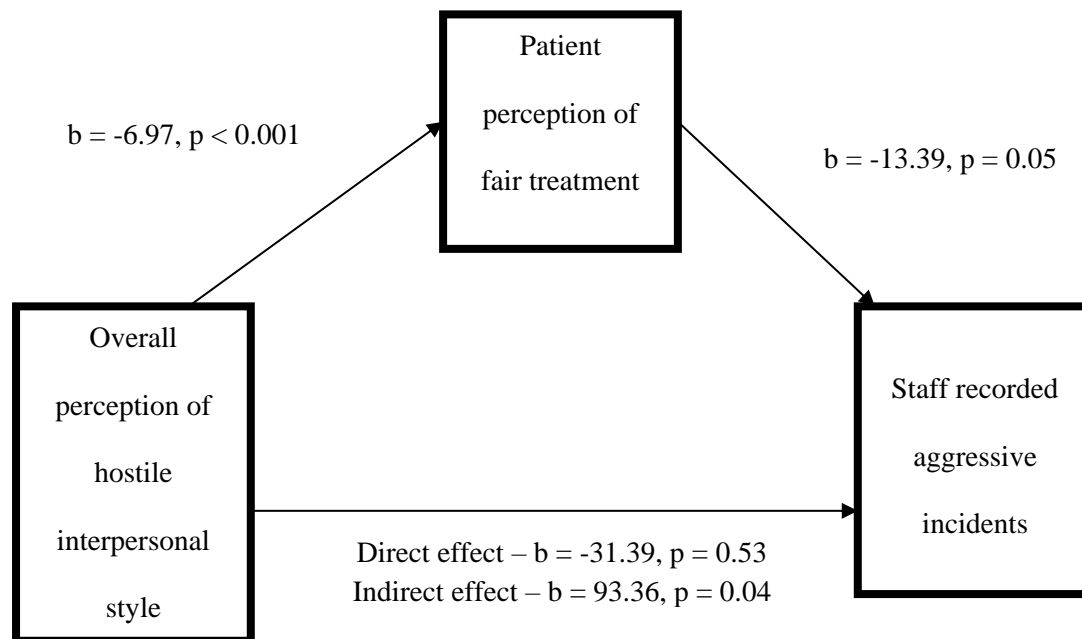 Patient
perception of
fair treatment
b = -6.97, p < 0.001
b = -13.39, p = 0.05
Overall
perception of
hostile
interpersonal
style
Staff recorded
aggressive
incidents
Direct effect – b = -31.39, p = 0.53
Indirect effect – b = 93.36, p = 0.04